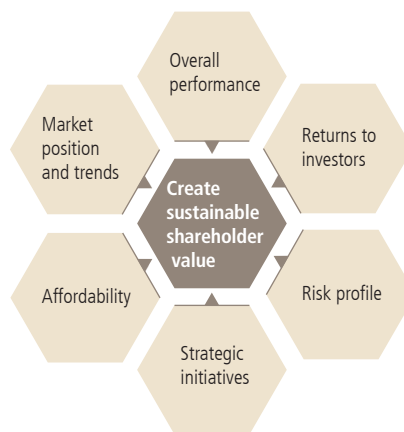 Overall
performance
Market
position
and trends
Returns to
investors
Create
sustainable
shareholder
value
Affordability
Risk profile
Strategic
initiatives